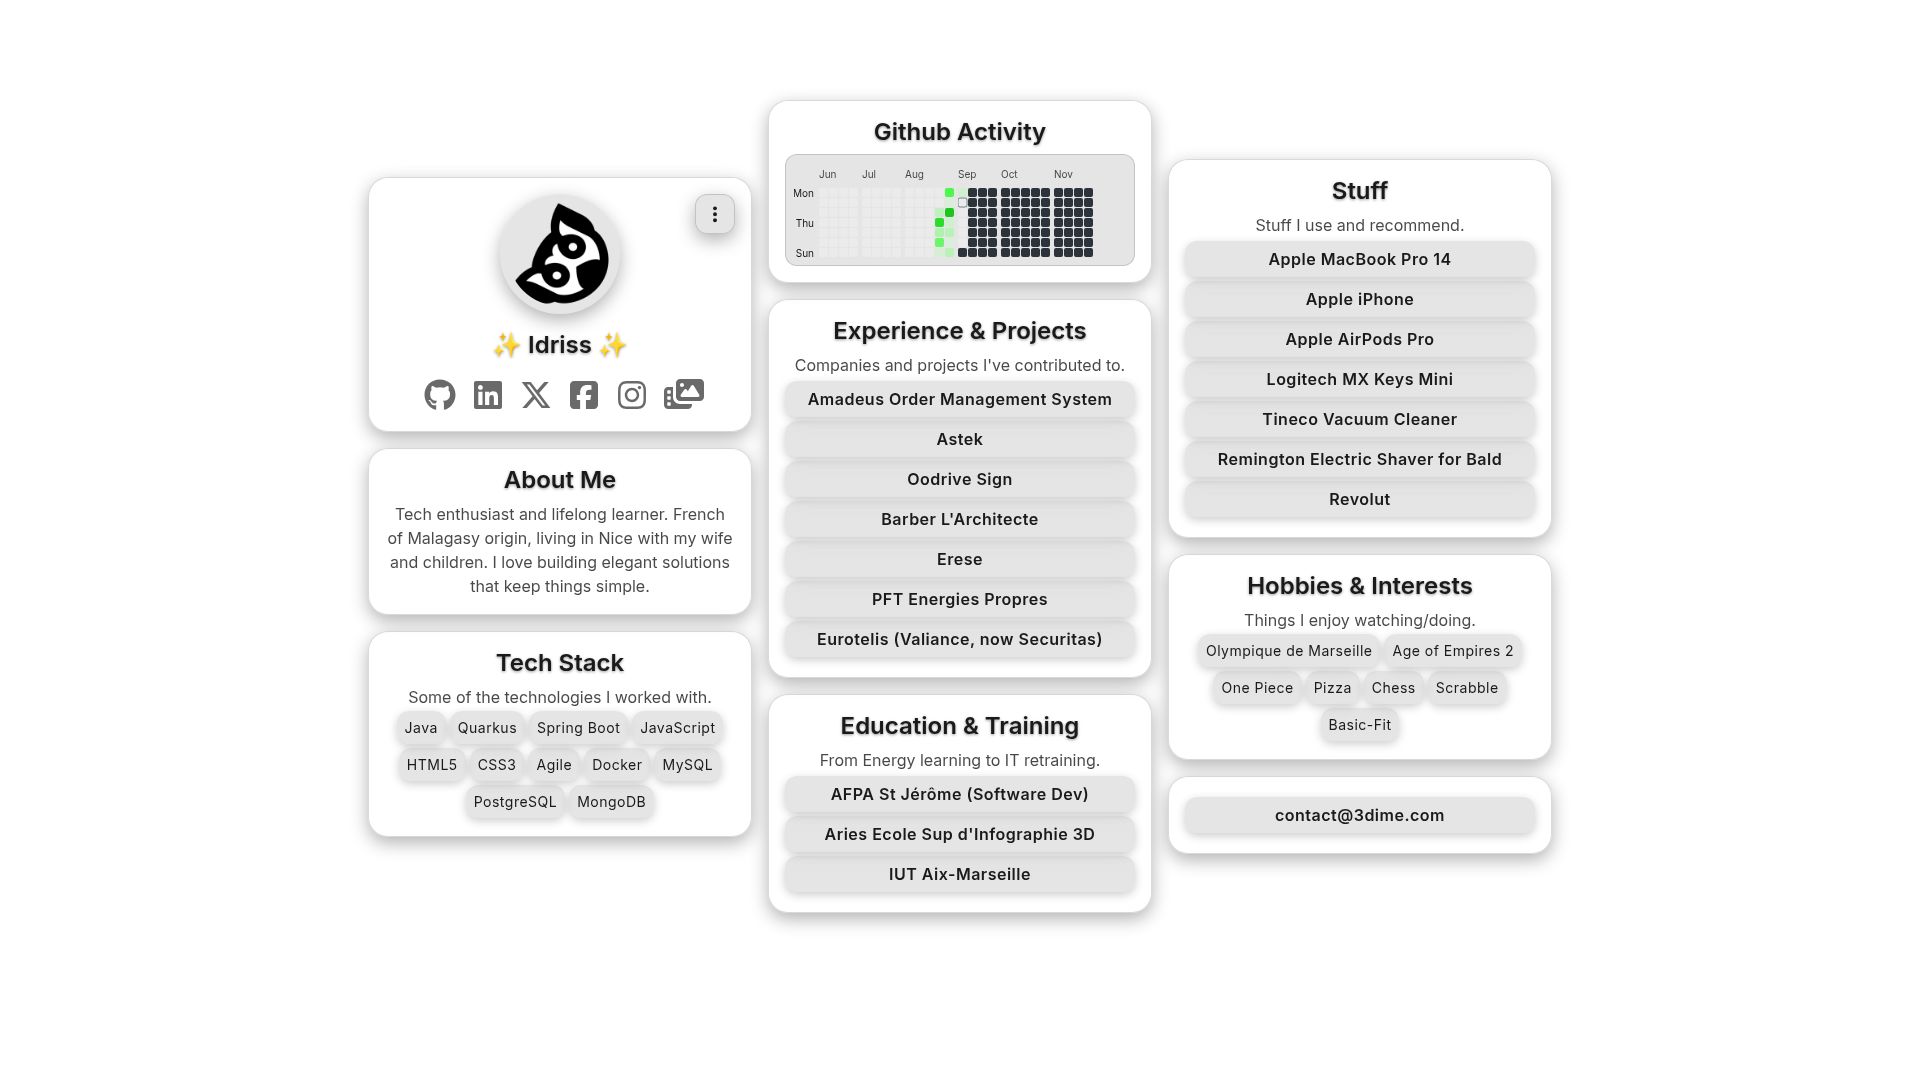 ✨ Idriss ✨
About Me
Tech enthusiast and lifelong learner. French
of Malagasy origin, living in Nice with my wife
and children. I love building elegant solutions
that keep things simple.
Tech Stack
Some of the technologies I worked with.
Java Quarkus Spring Boot JavaScript
HTML5 CSS3 Agile Docker MySQL
PostgreSQL MongoDB
Github Activity
Jun Jul Aug Sep Oct Nov
Mon
Thu
Sun
Experience & Projects
Companies and projects I've contributed to.
Amadeus Order Management System
Astek
Oodrive Sign
Barber L'Architecte
Erese
PFT Energies Propres
Eurotelis (Valiance, now Securitas)
Education & Training
From Energy learning to IT retraining.
AFPA St Jérôme (Software Dev)
Aries Ecole Sup d'Infographie 3D
IUT Aix-Marseille
Stuff
Stuff I use and recommend.
Apple MacBook Pro 14
Apple iPhone
Apple AirPods Pro
Logitech MX Keys Mini
Tineco Vacuum Cleaner
Remington Electric Shaver for Bald
Revolut
Hobbies & Interests
Things I enjoy watching/doing.
Olympique de Marseille Age of Empires 2
One Piece Pizza Chess Scrabble
Basic-Fit
contact@3dime.com